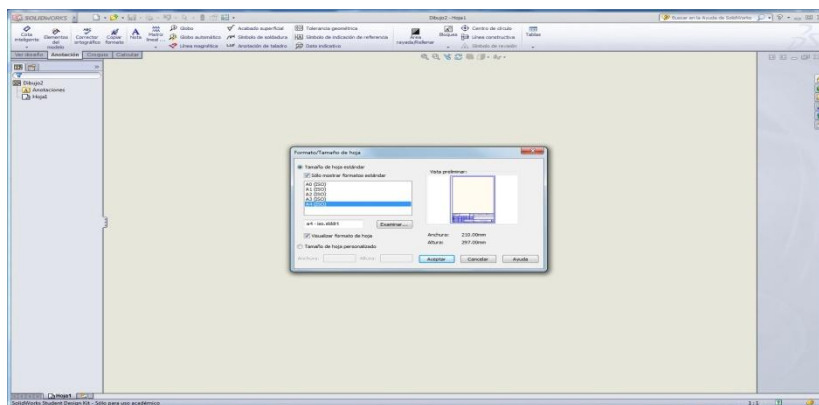 SOLIDWORKS
Dibujo2 - Hoja1
Buscar en la Ayuda de SolidWorks
Cota inteligente
Elementos del modelo
Corrector ortográfico
Copiar formato
Nota
Matriz lineal ...
Globo
Globo automático
Línea magnética
Acabado superficial
Símbolo de soldadura
Anotación de taladro
Tolerancia geométrica
Símbolo de indicación de referencia
Dato indicativo
Área rayada/Rellenar
Bloques
Centro de círculo
Línea constructiva
Símbolo de revisión
Tablas
Ver diseño Anotación Croquis Calcular
Dibujo2
Anotaciones
Hoja1
Formato/Tamaño de hoja
Tamaño de hoja estándar
Sólo mostrar formatos estándar
A0 (ISO)
A1 (ISO)
A2 (ISO)
A3 (ISO)
A4 (ISO)
a4 - iso.slddrt
Examinar...
Visualizar formato de hoja
Tamaño de hoja personalizado
Anchura:
Altura:
Vista preliminar:
Anchura: 210.00mm
Altura: 297.00mm
Aceptar Cancelar Ayuda
Hoja1
SolidWorks Student Design Kit - Sólo para uso académico
1:1